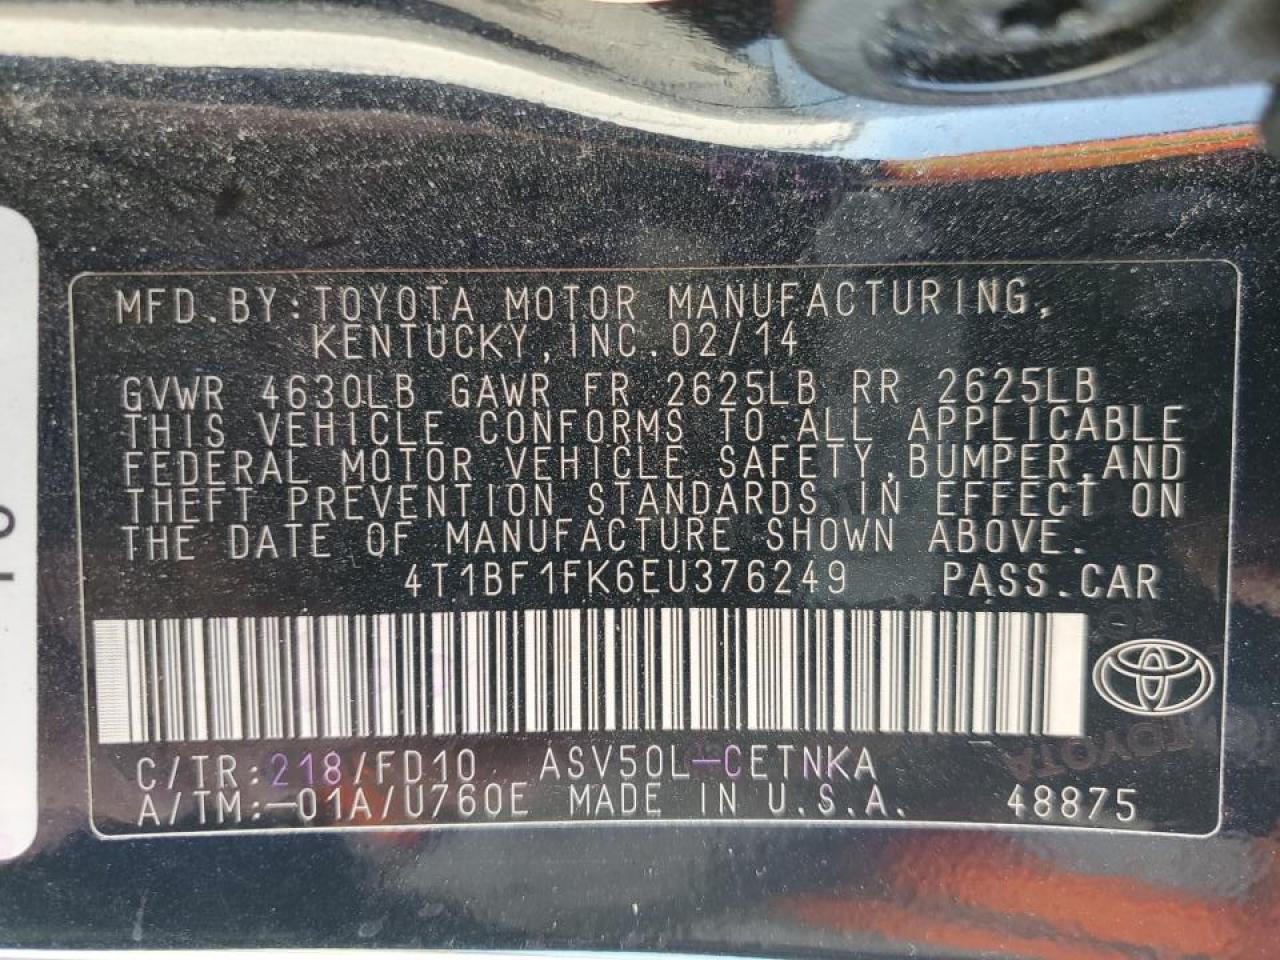 MFD.BY:TOYOTA MOTOR MANUFACTURING,
KENTUCKY,INC.02/14
GVWR 4630LB GAWR FR 2625LB RR 2625LB
THIS VEHICLE CONFORMS TO ALL APPLICABLE
FEDERAL MOTOR VEHICLE SAFETY,BUMPER,AND
THEFT PREVENTION STANDARDS IN EFFECT ON
THE DATE OF MANUFACTURE SHOWN ABOVE.
4T1BF1FK6EU376249 PASS.CAR
C/TR:218/FD10 ASV50L-CETNKA
A/TM:-01A/U760E MADE IN U.S.A. 48875
TOYOTA